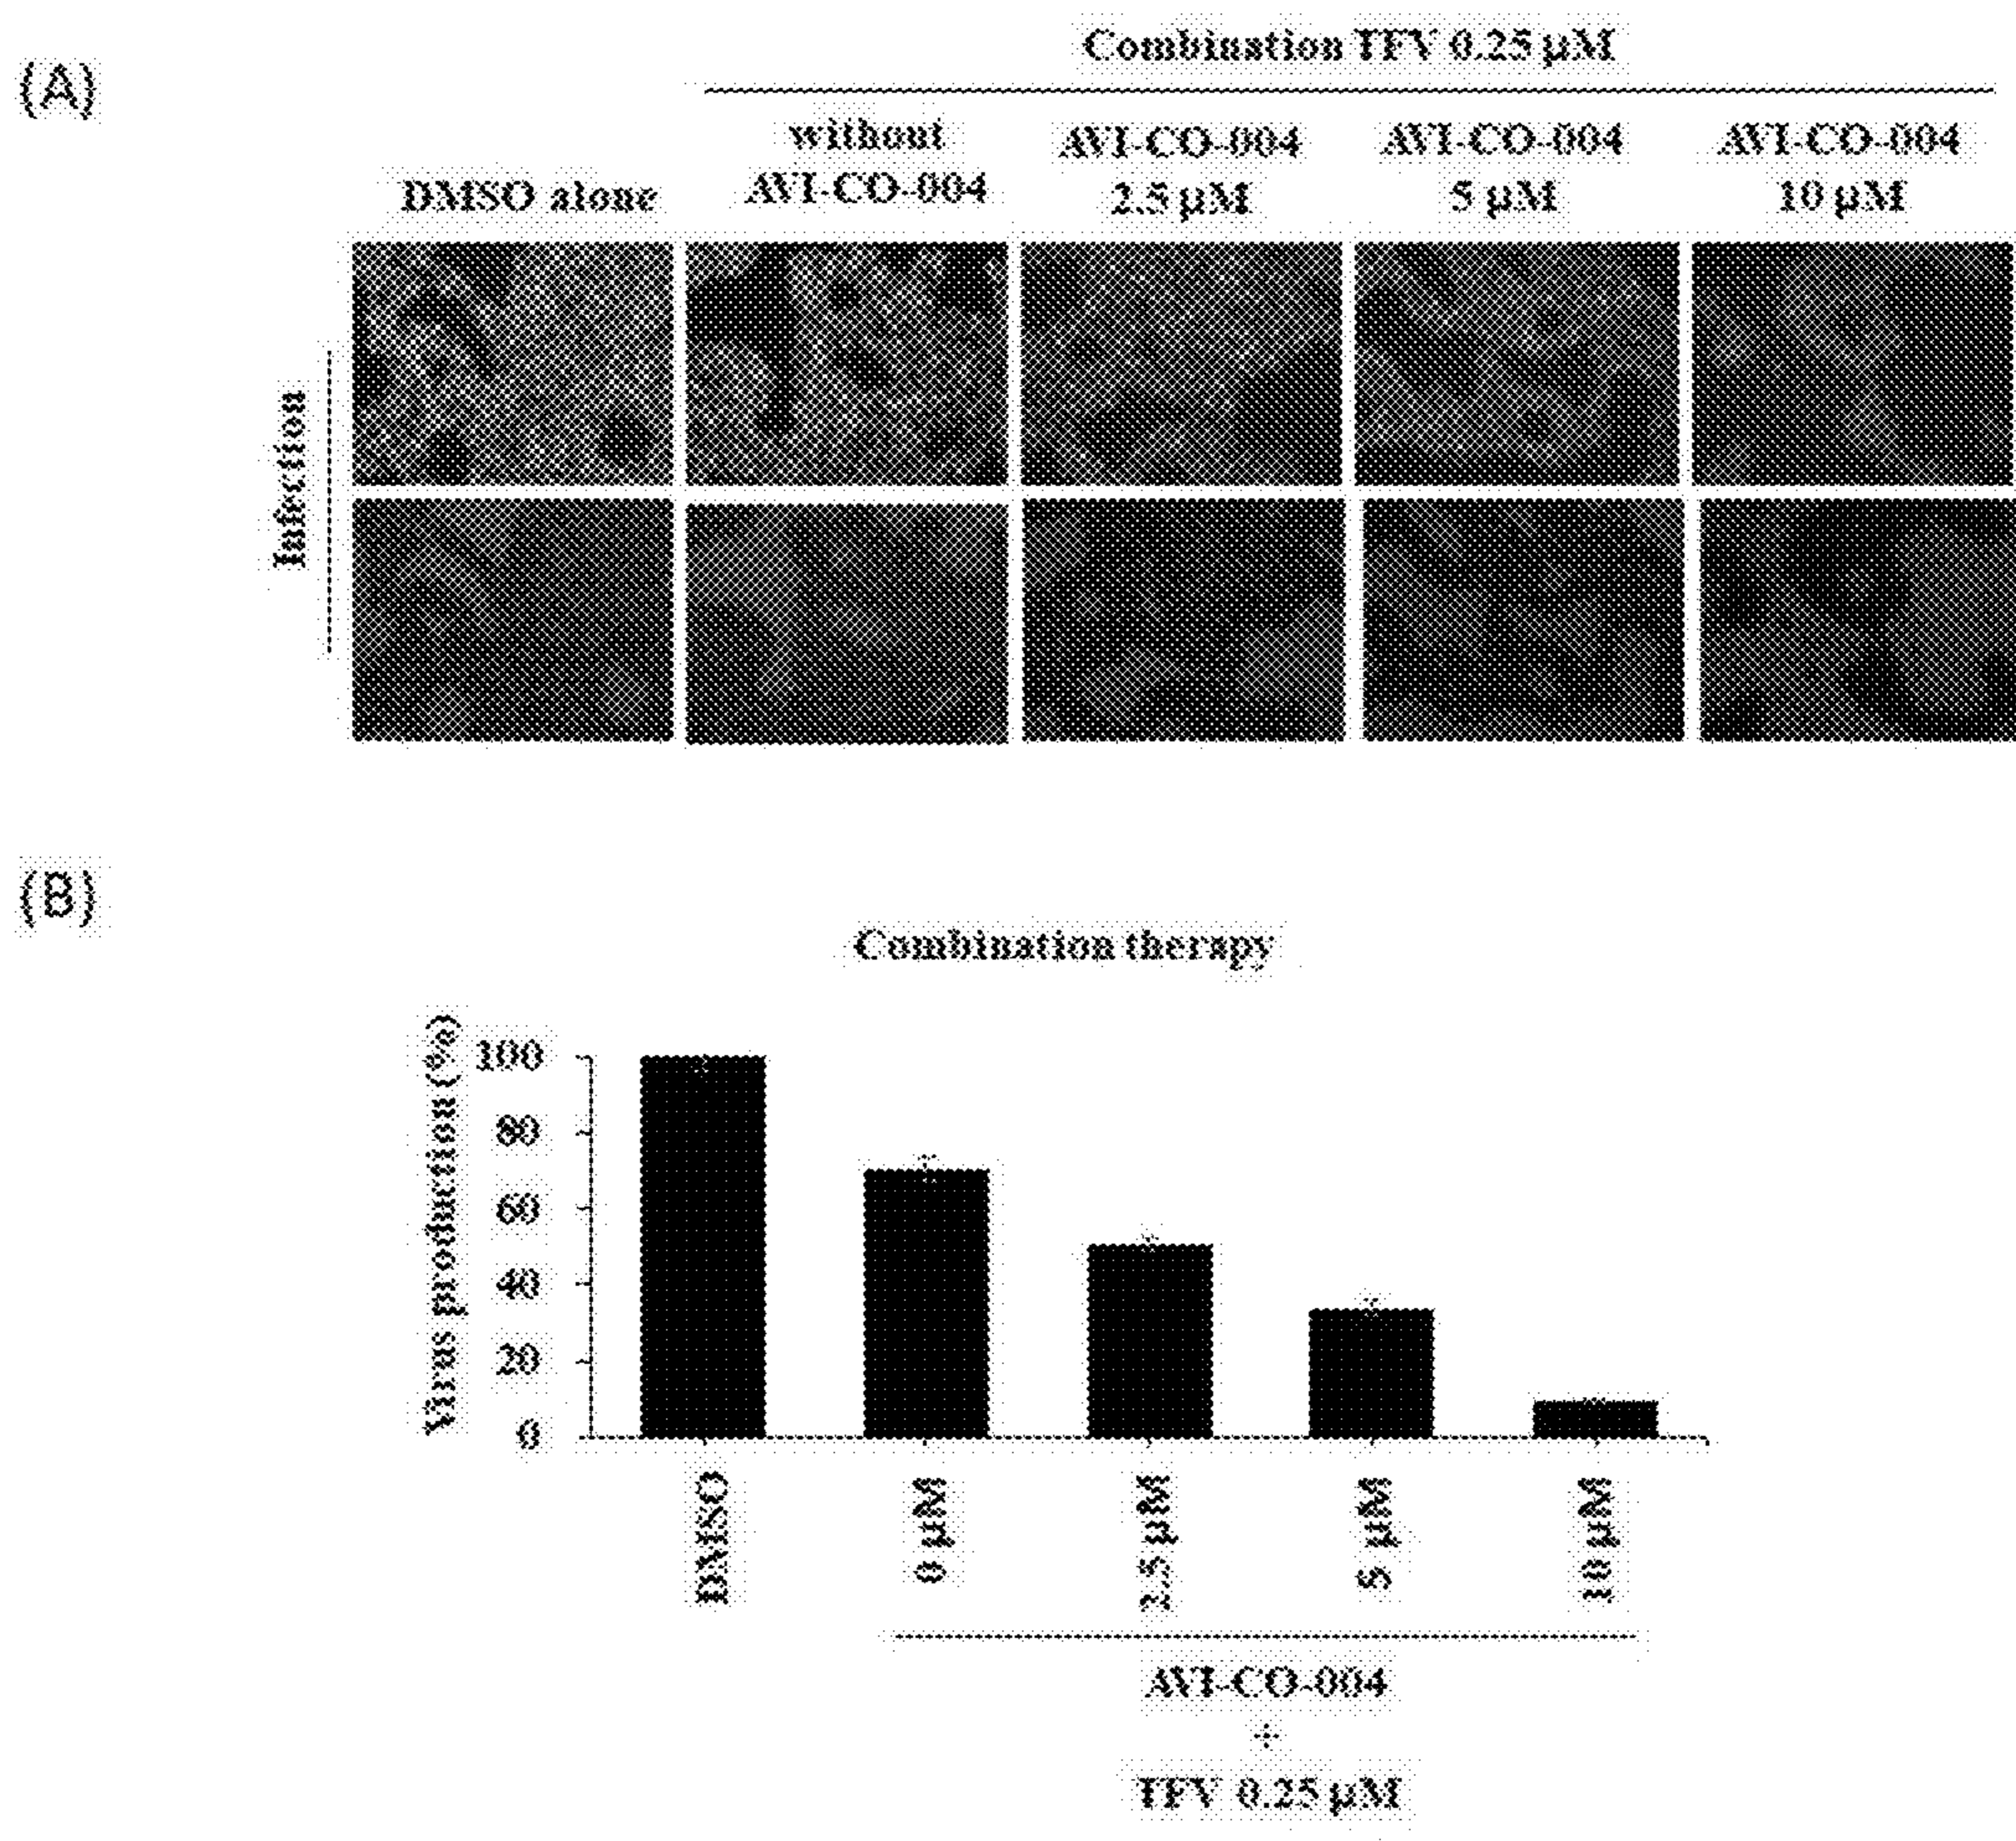 (A)
Combination TFV 0.25 µM
DMSO alone
without
AVI-CO-004
AVI-CO-004
2.5 µM
AVI-CO-004
5 µM
AVI-CO-004
10 µM
Infection
(B)
Combination therapy
Virus production (%)
100
80
60
40
20
0
DMSO
0 µM
2.5 µM
5 µM
10 µM
AVI-CO-004
+
TFV 0.25 µM